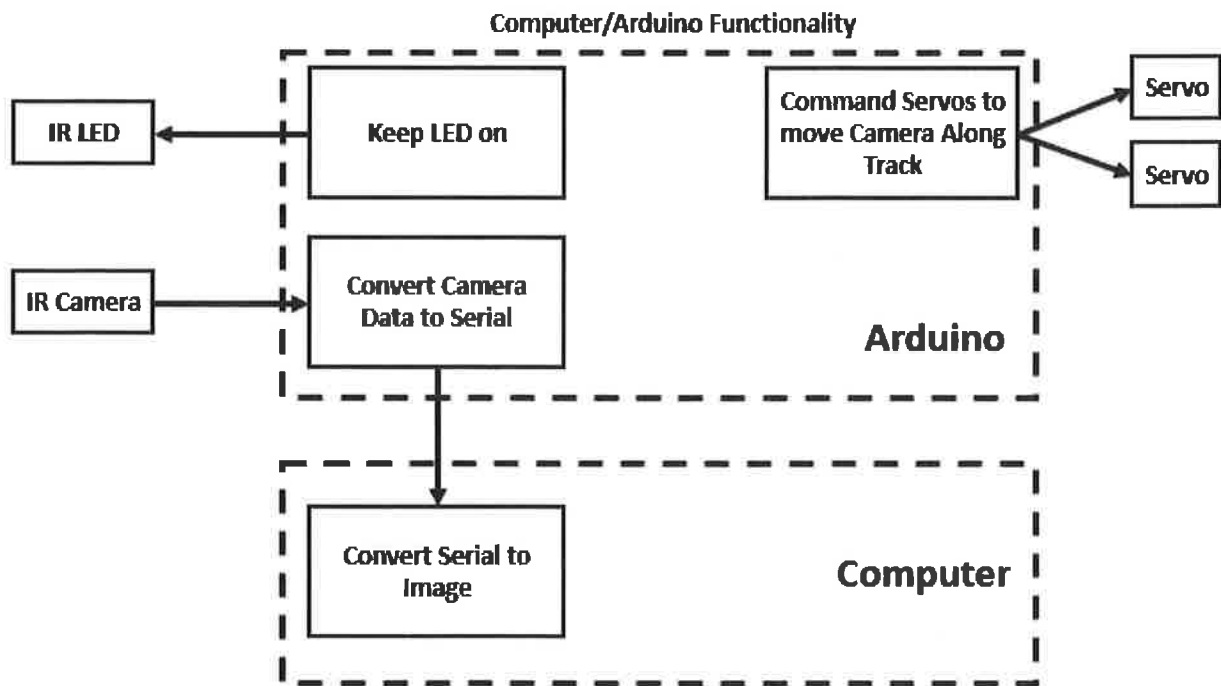 Computer/Arduino Functionality
IR LED
Keep LED on
Command Servos to
move Camera Along
Track
Servo
Servo
IR Camera
Convert Camera
Data to Serial
Arduino
Convert Serial to
Image
Computer